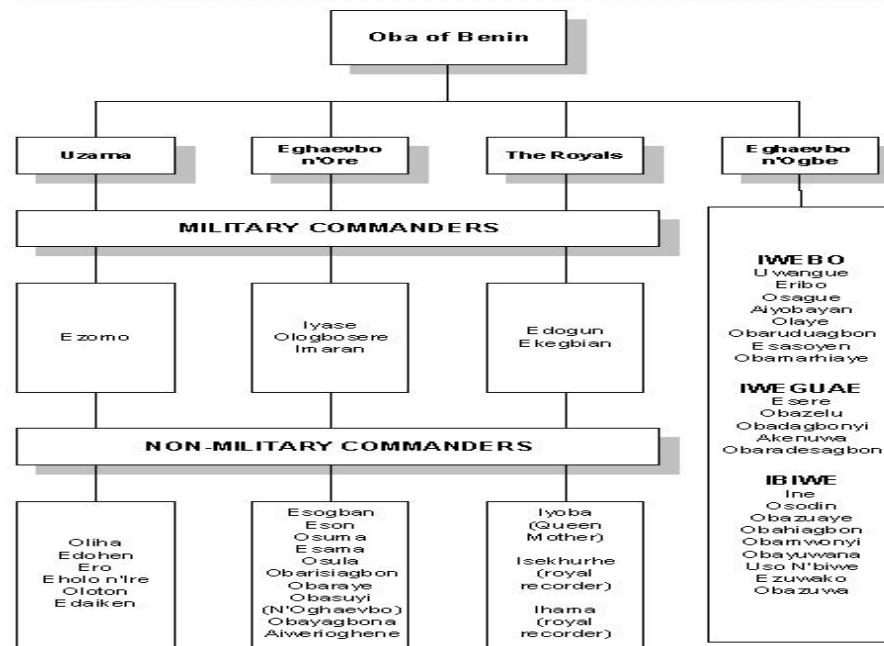 Oba of Benin
Uzama
Eghaevbo
n'Ore
The Royals
Eghaevbo
n'Ogbe
MILITARY COMMANDERS
Ezomo
Iyase
Ologbosere
Imaran
Edogun
Ekegbian
NON-MILITARY COMMANDERS
Oliha
Edohen
Ero
Eholo n'Ire
Oloton
Edaiken
Esogban
Eson
Osuma
Esama
Osula
Obarisiagbon
Obaraye
Obasuyi
(N'Oghaevbo)
Obayagbona
Aiwerioghene
Iyoba
(Queen
Mother)
Isekhurhe
(royal
recorder)
Ihama
(royal
recorder)
IWEBO
Uwangue
Eribo
Osague
Aiyobayan
Olaye
Obaruduagbon
Esasoyen
Obamarhiaye
IWEGUAE
Esere
Obazelu
Obadagbonyi
Akenuwa
Obaradesagbon
IBIWE
Ine
Osodin
Obazuaye
Obahiagbon
Obamwonyi
Obayuwana
Uso N'biwe
Ezuwako
Obazuwa